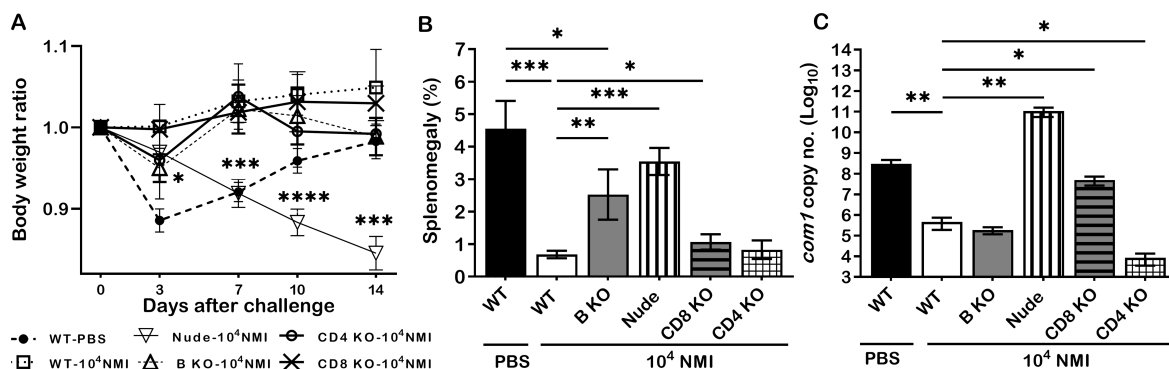 A
1.1
1.0
0.9
Body weight ratio
*
***
****
***
0 3 7 10 14
Days after challenge
WT-PBS Nude-10⁴NMI CD4 KO-10⁴NMI
WT-10⁴NMI B KO-10⁴NMI CD8 KO-10⁴NMI
B
Splenomegaly (%)
7
6
5
4
3
2
1
0
*
*** *
***
**
WT WT B KO Nude CD8 KO CD4 KO
PBS 10⁴ NMI
C
com1 copy no. (Log₁₀)
14
13
12
11
10
9
8
7
6
5
4
3
*
*
** **
WT WT B KO Nude CD8 KO CD4 KO
PBS 10⁴ NMI